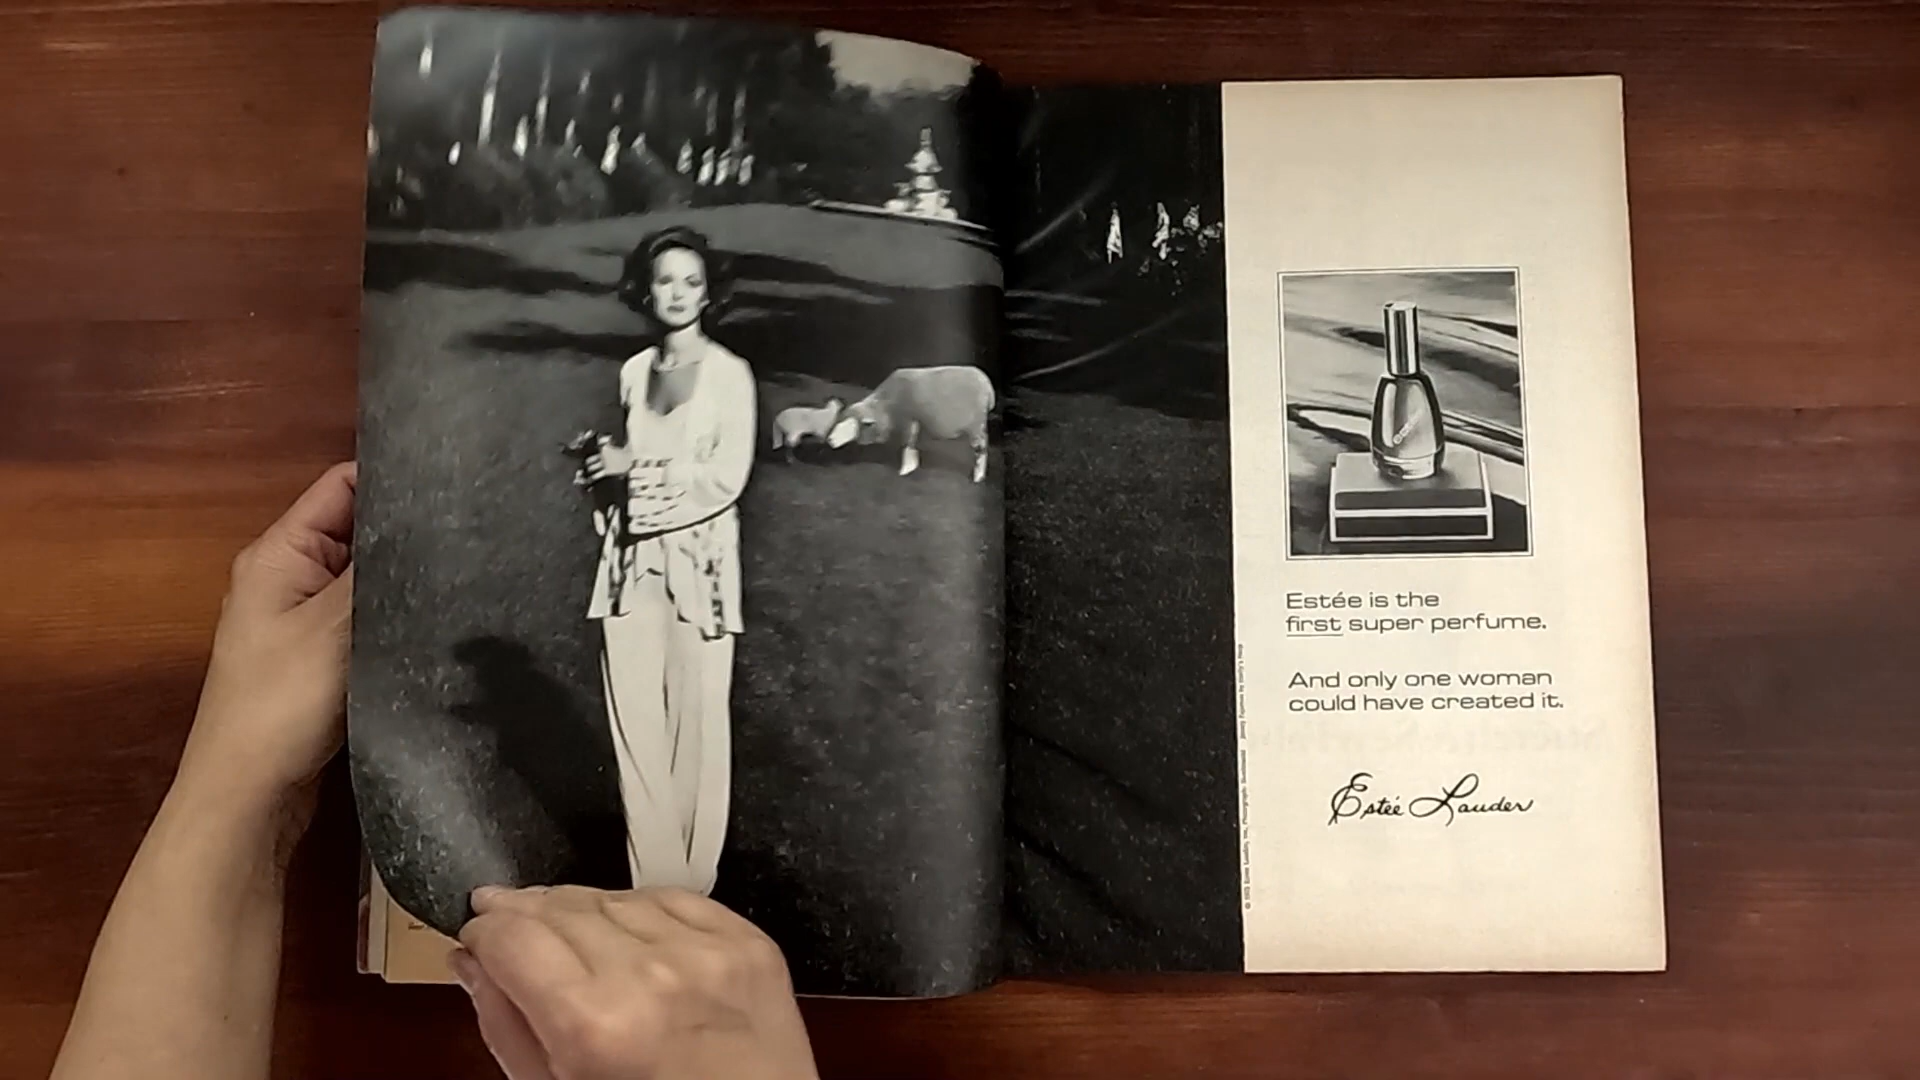 Estée is the
first super perfume.
And only one woman
could have created it.
Estée Lauder